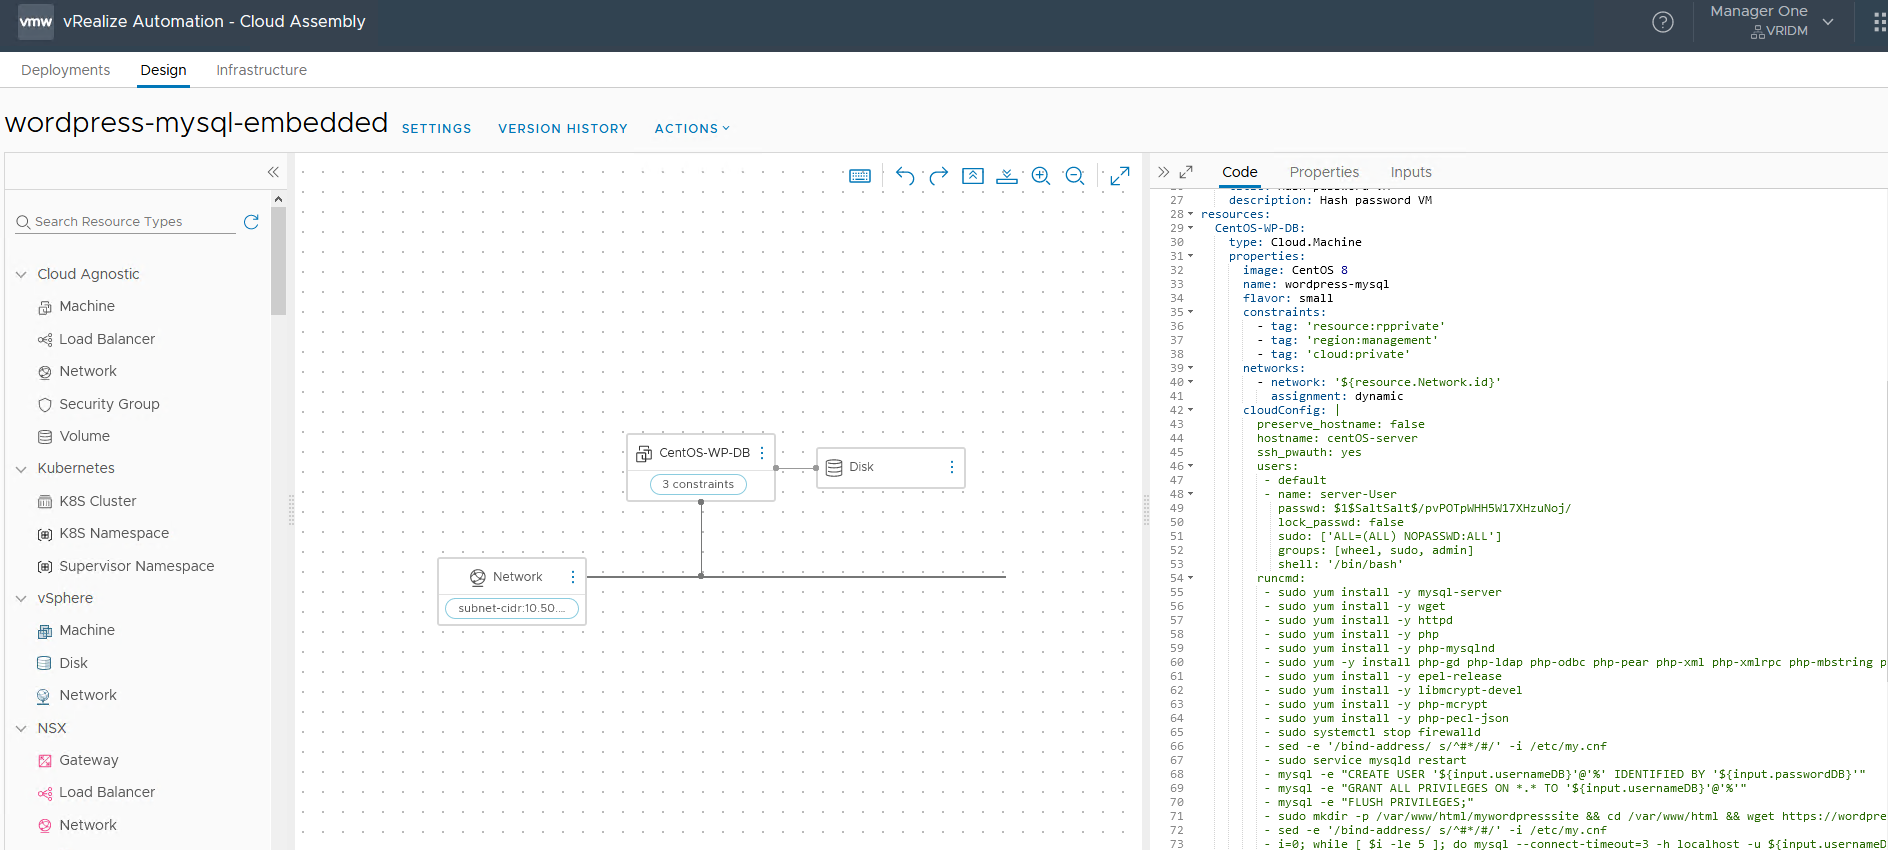 vmw vRealize Automation - Cloud Assembly
Manager One
VRIDM
Deployments Design Infrastructure
wordpress-mysql-embedded SETTINGS VERSION HISTORY ACTIONS
Search Resource Types
Cloud Agnostic
Machine
Load Balancer
Network
Security Group
Volume
Kubernetes
K8S Cluster
K8S Namespace
Supervisor Namespace
vSphere
Machine
Disk
Network
NSX
Gateway
Load Balancer
Network
CentOS-WP-DB
3 constraints
Disk
Network
subnet-cidr:10.50....
Code Properties Inputs
27 description: Hash password VM
28 resources:
29 CentOS-WP-DB:
30 type: Cloud.Machine
31 properties:
32 image: CentOS 8
33 name: wordpress-mysql
34 flavor: small
35 constraints:
36 - tag: 'resource:rpprivate'
37 - tag: 'region:management'
38 - tag: 'cloud:private'
39 networks:
40 - network: '${resource.Network.id}'
41 assignment: dynamic
42 cloudConfig: |
43 preserve_hostname: false
44 hostname: centOS-server
45 ssh_pwauth: yes
46 users:
47 - default
48 - name: server-User
49 passwd: $1$SaltSalt$/pvPOTpWHH5W17XHzuNoj/
50 lock_passwd: false
51 sudo: ['ALL=(ALL) NOPASSWD:ALL']
52 groups: [wheel, sudo, admin]
53 shell: '/bin/bash'
54 runcmd:
55 - sudo yum install -y mysql-server
56 - sudo yum install -y wget
57 - sudo yum install -y httpd
58 - sudo yum install -y php
59 - sudo yum install -y php-mysqlnd
60 - sudo yum -y install php-gd php-ldap php-odbc php-pear php-xml php-xmlrpc php-mbstring p
61 - sudo yum install -y epel-release
62 - sudo yum install -y libmcrypt-devel
63 - sudo yum install -y php-mcrypt
64 - sudo yum install -y php-pecl-json
65 - sudo systemctl stop firewalld
66 - sed -e '/bind-address/ s/^#*/#/' -i /etc/my.cnf
67 - sudo service mysqld restart
68 - mysql -e "CREATE USER '${input.usernameDB}'@'%' IDENTIFIED BY '${input.passwordDB}'"
69 - mysql -e "GRANT ALL PRIVILEGES ON *.* TO '${input.usernameDB}'@'%'"
70 - mysql -e "FLUSH PRIVILEGES;"
71 - sudo mkdir -p /var/www/html/mywordpresssite && cd /var/www/html && wget https://wordpre
72 - sed -e '/bind-address/ s/^#*/#/' -i /etc/my.cnf
73 - i=0; while [ $i -le 5 ]; do mysql --connect-timeout=3 -h localhost -u ${input.usernameD